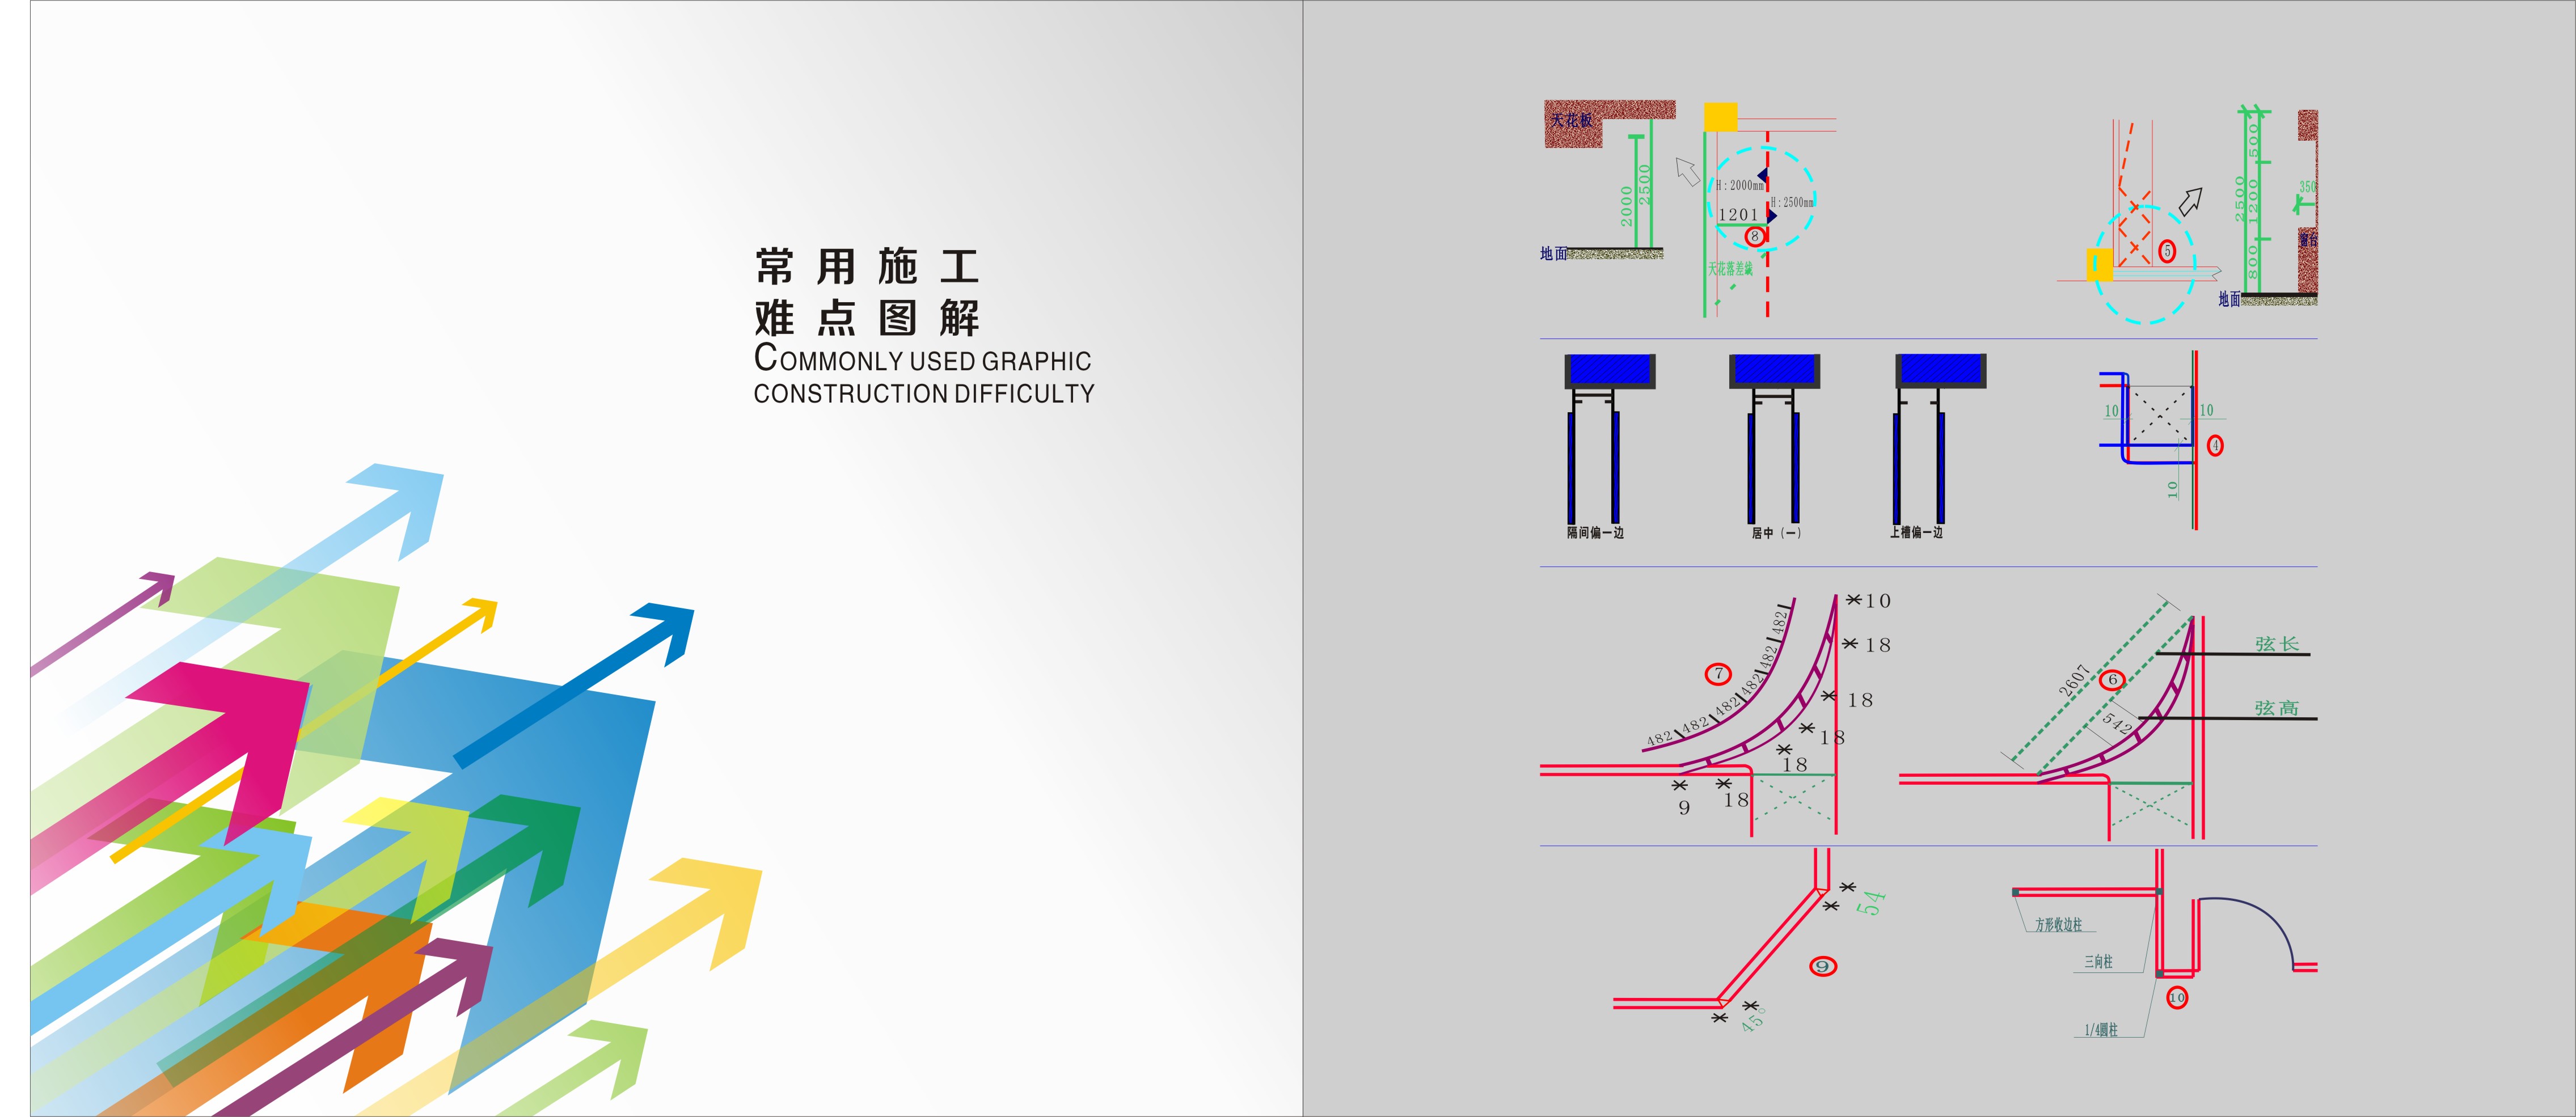 常用施工
难点图解
COMMONLY USED GRAPHIC
CONSTRUCTION DIFFICULTY
天花板
2000
2500
地面
H:2000mm
H:2500mm
1201
8
天花落差线
5
2500
500
1200
800
350
窗台
地面
隔间偏一边
居中(一)
上槽偏一边
10
10
4
10
7
482
482
482
482
482
482
10
18
18
18
18
18
9
2607
6
542
弦长
弦高
54
9
45°
方形收边柱
三向柱
10
1/4圆柱